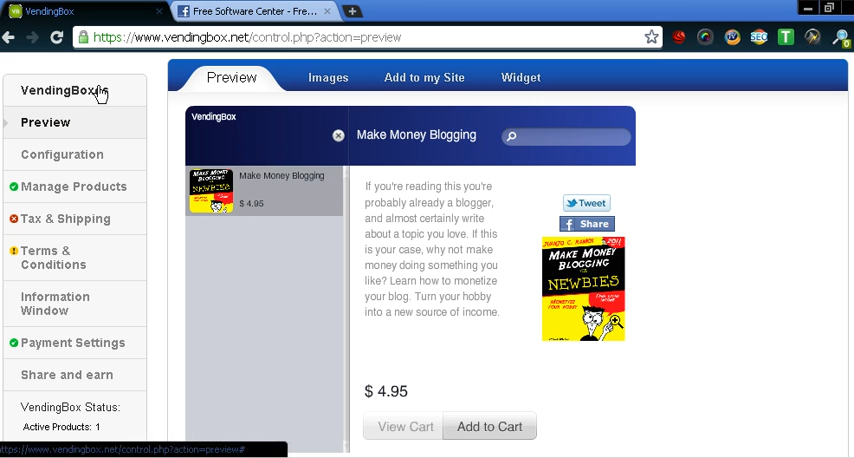 VendingBox
Free Software Center - Fre...
https://www.vendingbox.net/control.php?action=preview
SEO
T
VendingBox's
Preview
Configuration
Manage Products
Tax & Shipping
Terms &
Conditions
Information
Window
Payment Settings
Share and earn
VendingBox Status:
Active Products: 1
https://www.vendingbox.net/control.php?action=preview#
Preview
Images
Add to my Site
Widget
VendingBox
Make Money Blogging
Make Money Blogging
$ 4.95
If you're reading this you're
probably already a blogger,
and almost certainly write
about a topic you love. If this
is your case, why not make
money doing something you
like? Learn how to monetize
your blog. Turn your hobby
into a new source of income.
Tweet
Share
JUANJO C. RAMOS
2011
MAKE MONEY
BLOGGING
NEWBIES
$ 4.95
View Cart
Add to Cart